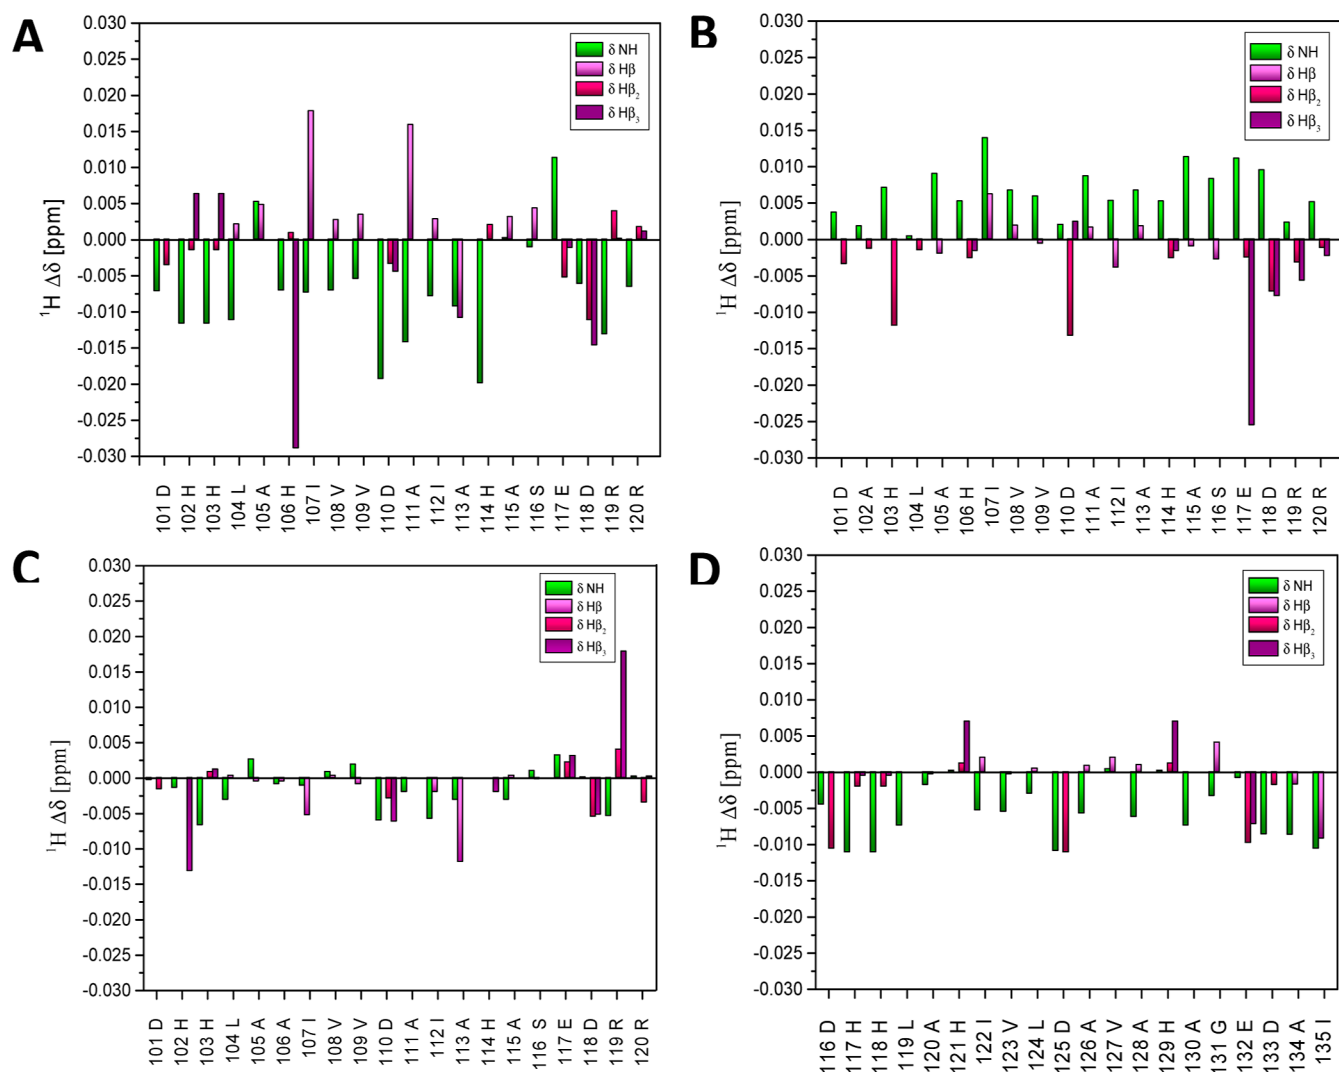 A
0.030
0.025
0.020
0.015
0.010
0.005
0.000
-0.005
-0.010
-0.015
-0.020
-0.025
-0.030
¹H Δδ [ppm]
δ NH
δ Hβ
δ Hβ₂
δ Hβ₃
101 D
102 H
103 H
104 L
105 A
106 H
107 I
108 V
109 V
110 D
111 A
112 I
113 A
114 H
115 A
116 S
117 E
118 D
119 R
120 R
B
0.030
0.025
0.020
0.015
0.010
0.005
0.000
-0.005
-0.010
-0.015
-0.020
-0.025
-0.030
¹H Δδ [ppm]
δ NH
δ Hβ
δ Hβ₂
δ Hβ₃
101 D
102 A
103 H
104 L
105 A
106 H
107 I
108 V
109 V
110 D
111 A
112 I
113 A
114 H
115 A
116 S
117 E
118 D
119 R
120 R
C
0.030
0.025
0.020
0.015
0.010
0.005
0.000
-0.005
-0.010
-0.015
-0.020
-0.025
-0.030
¹H Δδ [ppm]
δ NH
δ Hβ
δ Hβ₂
δ Hβ₃
101 D
102 H
103 H
104 L
105 A
106 A
107 I
108 V
109 V
110 D
111 A
112 I
113 A
114 H
115 A
116 S
117 E
118 D
119 R
120 R
D
0.030
0.025
0.020
0.015
0.010
0.005
0.000
-0.005
-0.010
-0.015
-0.020
-0.025
-0.030
¹H Δδ [ppm]
δ NH
δ Hβ
δ Hβ₂
δ Hβ₃
116 D
117 H
118 H
119 L
120 A
121 H
122 I
123 V
124 L
125 D
126 A
127 V
128 A
129 H
130 A
131 G
132 E
133 D
134 A
135 I